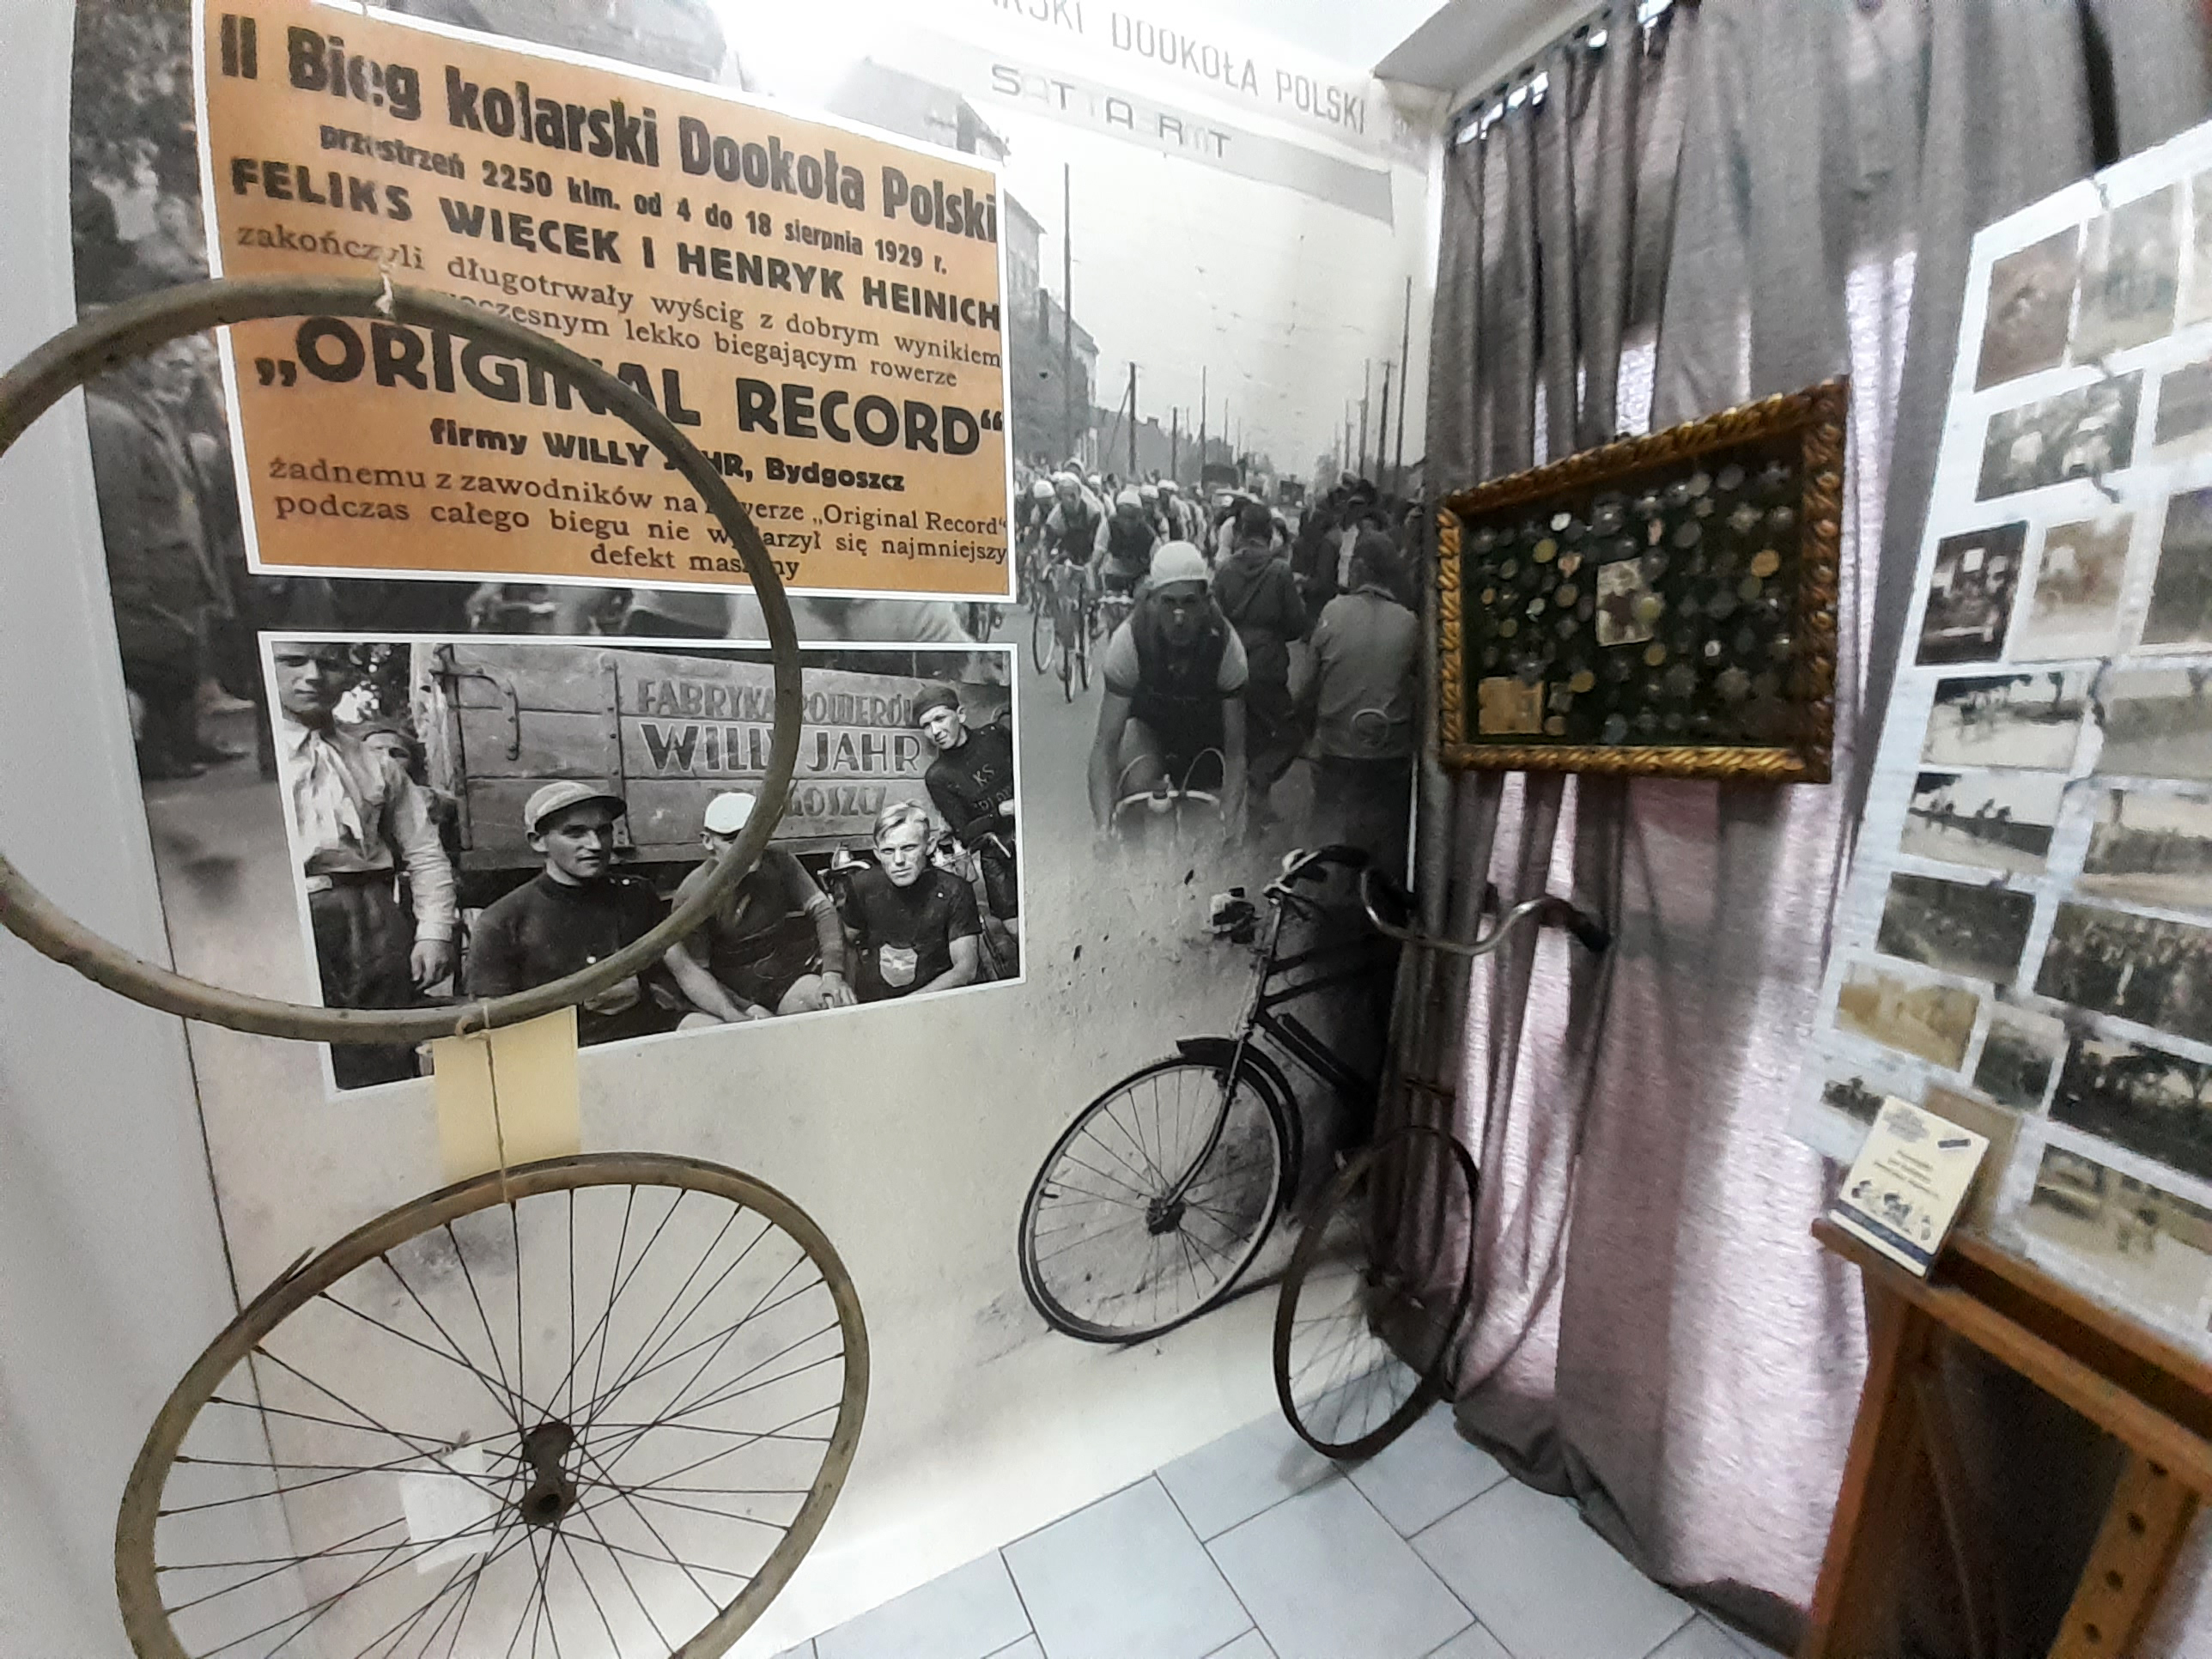 II Bieg kolarski Dookoła Polski
przestrzeń 2250 klm. od 4 do 18 sierpnia 1929 r.
FELIKS WIĘCEK I HENRYK HEINICH
zakończyli długotrwały wyścig z dobrym wynikiem
lekko biegającym rowerze
„ORIGINAL RECORD“
firmy WILLY JAHR, Bydgoszcz
żadnemu z zawodników na rowerze „Original Record“
podczas całego biegu nie wydarzył się najmniejszy
defekt maszyny
DOOKOŁA POLSKI
FABRYKA ROWERÓW
WILLY JAHR
BYDGOSZCZ
KS